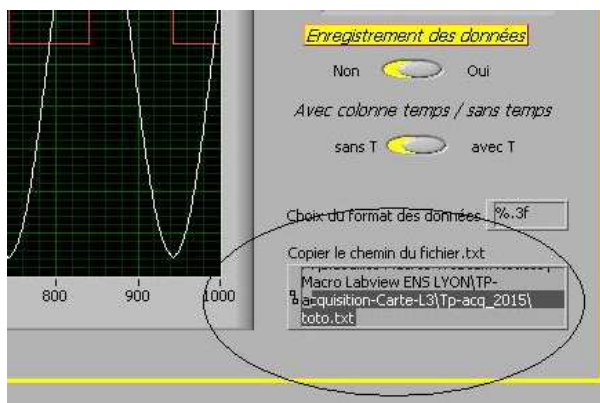 Enregistrement des données
Non Oui
Avec colonne temps / sans temps
sans T avec T
Choix du format des données %.3f
Copier le chemin du fichier.txt
Macro Labview ENS LYON\TP-
acquisition-Carte-L3\Tp-acq_2015\
toto.txt
800 900 1000